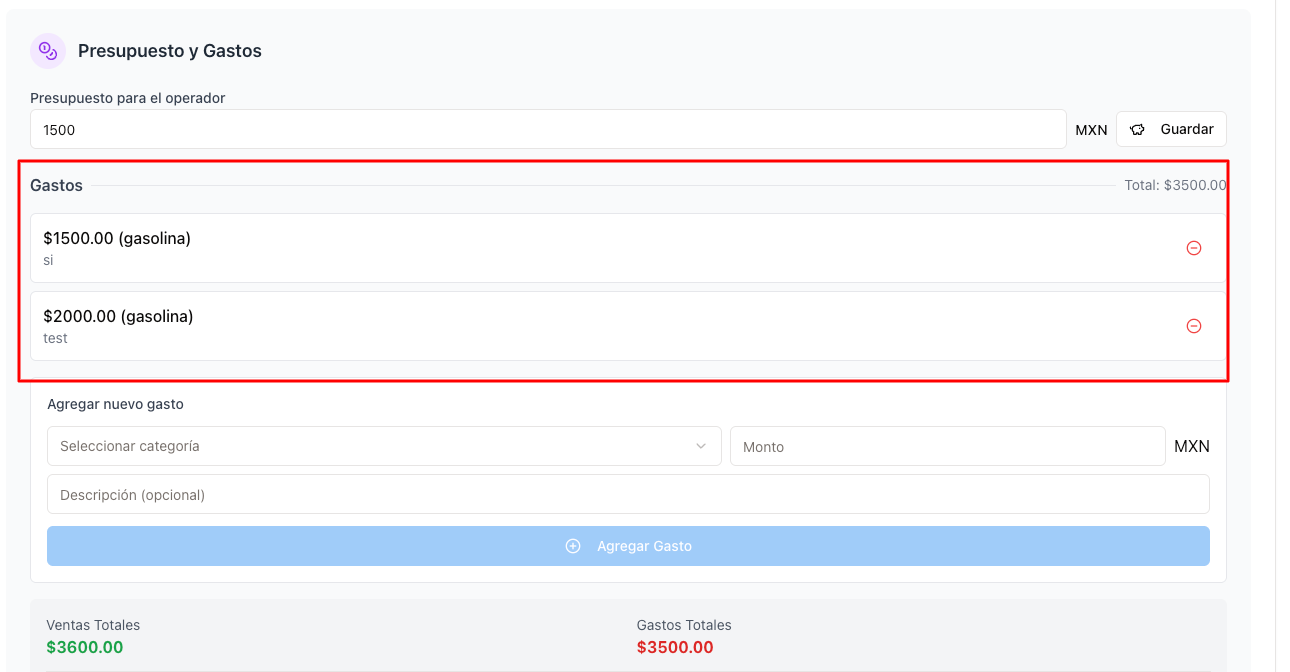 Presupuesto y Gastos
Presupuesto para el operador
1500 MXN Guardar
Gastos Total: $3500.00
$1500.00 (gasolina)
si
$2000.00 (gasolina)
test
Agregar nuevo gasto
Seleccionar categoría Monto MXN
Descripción (opcional)
Agregar Gasto
Ventas Totales Gastos Totales
$3600.00 $3500.00